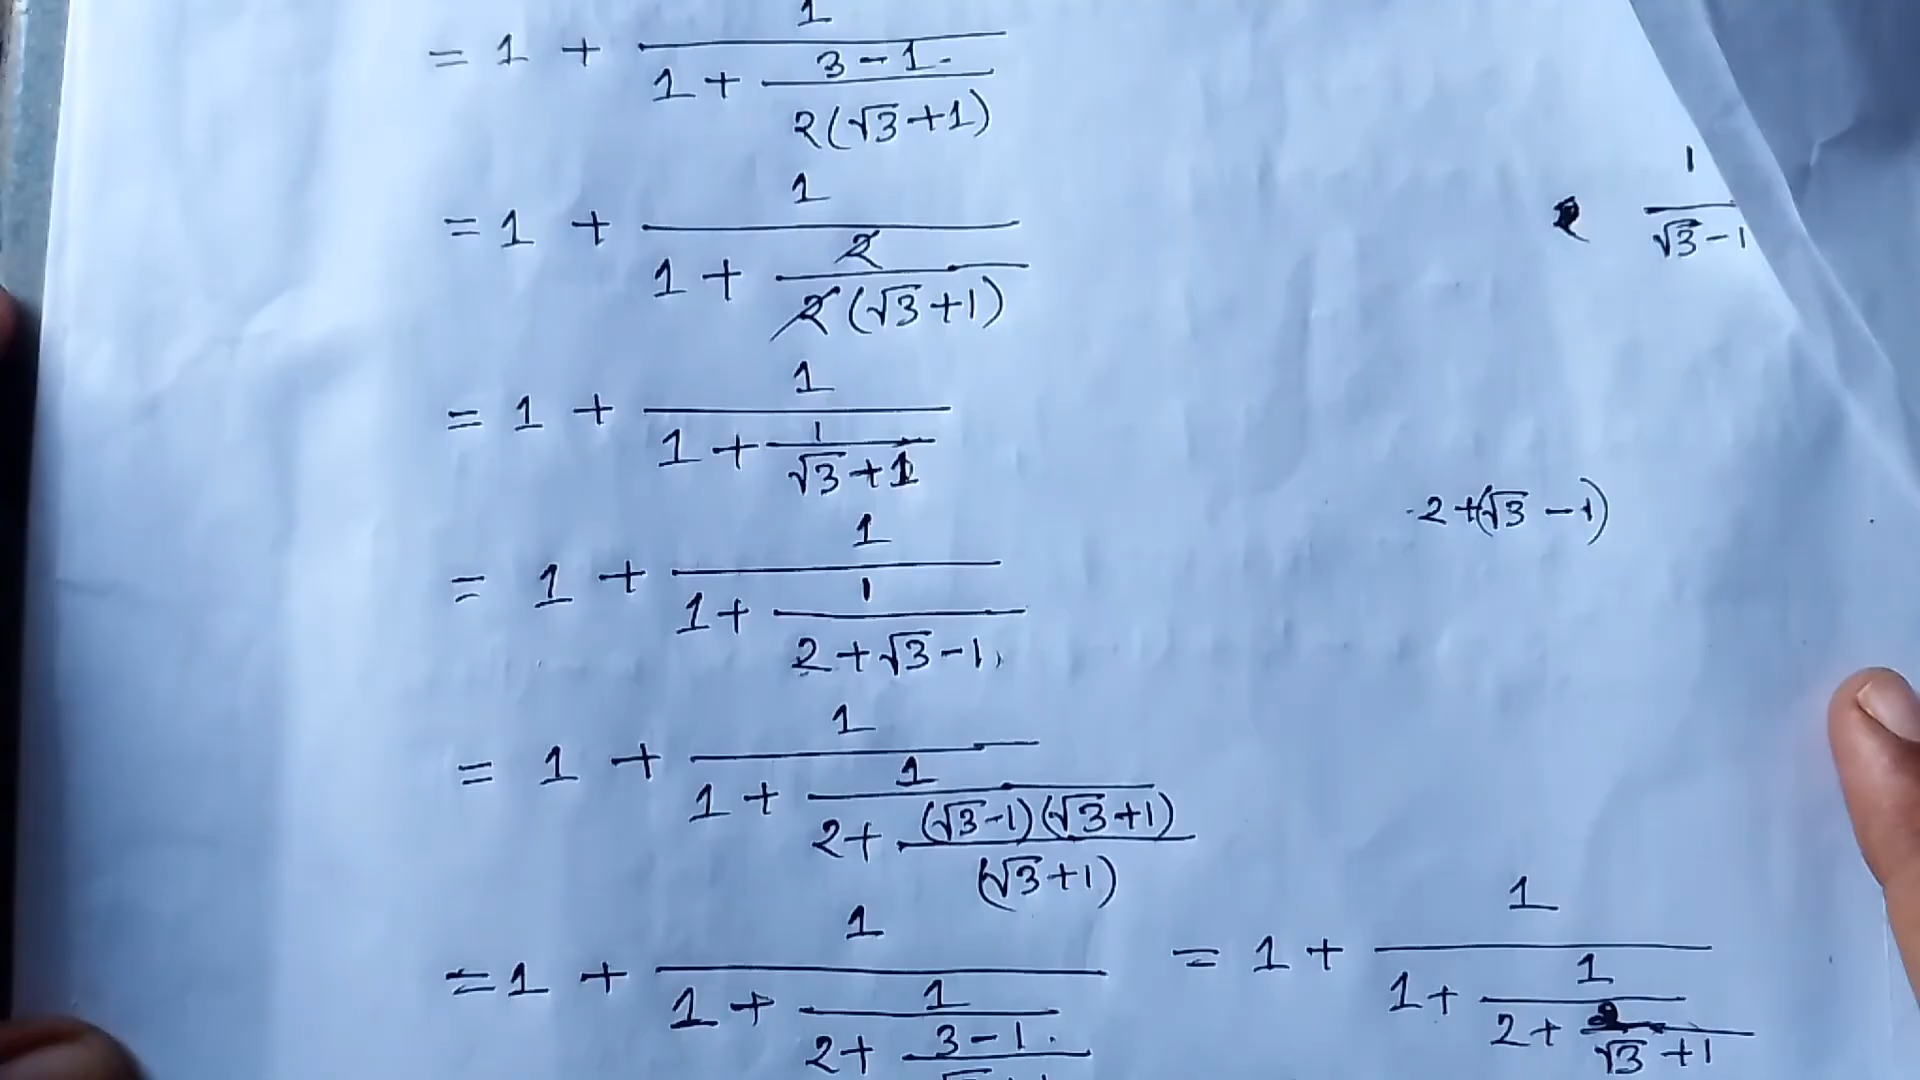 = 1 + 1/(1 + (3 - 1)/(2(√3 + 1)))
= 1 + 1/(1 + 2/(2(√3 + 1)))
1/(√3 - 1)
= 1 + 1/(1 + 1/(√3 + 1))
2 + (√3 - 1)
= 1 + 1/(1 + 1/(2 + √3 - 1))
= 1 + 1/(1 + 1/(2 + ((√3 - 1)(√3 + 1))/(√3 + 1)))
= 1 + 1/(1 + 1/(2 + (3 - 1)/
= 1 + 1/(1 + 1/(2 + 2/(√3 + 1)))